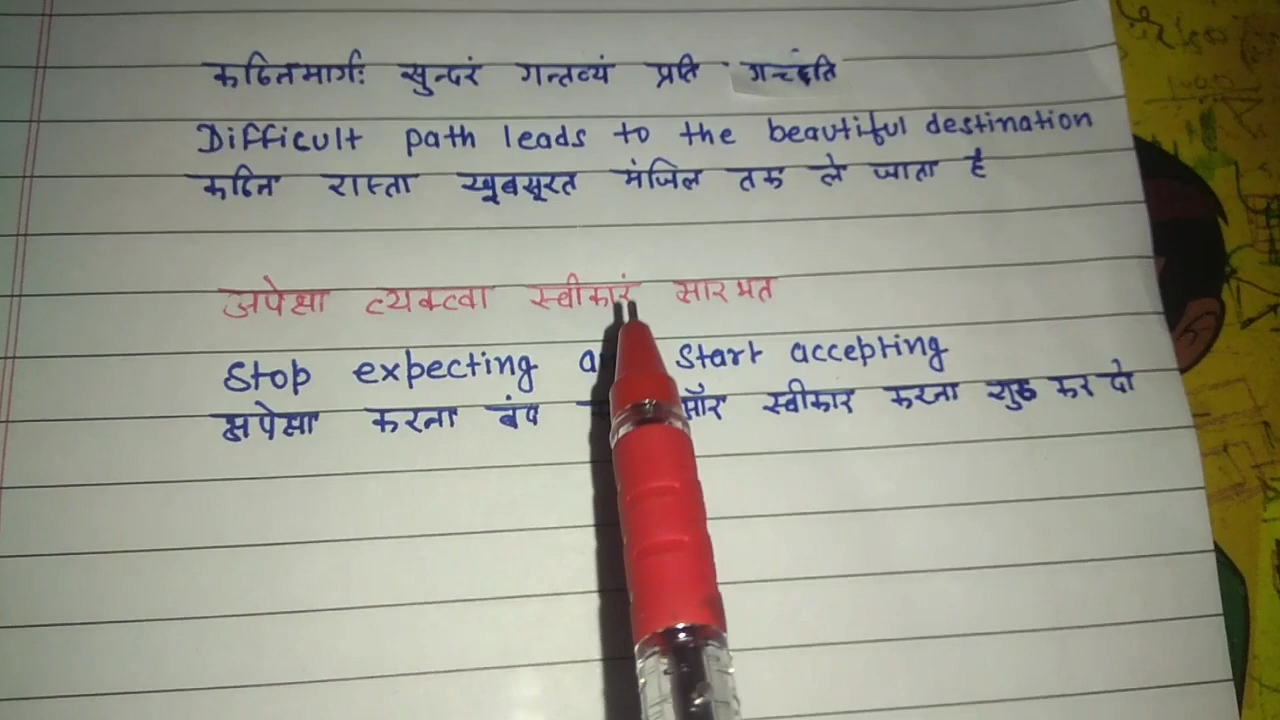 कठिनमार्गः सुन्दरं गन्तव्यं प्रति गच्छति
Difficult path leads to the beautiful destination
कठिन रास्ता खूबसूरत मंजिल तक ले जाता है
अपेक्षा त्यक्त्वा स्वीकारं
Stop expecting start accepting
अपेक्षा करना बंद और स्वीकार करना शुरू कर दो